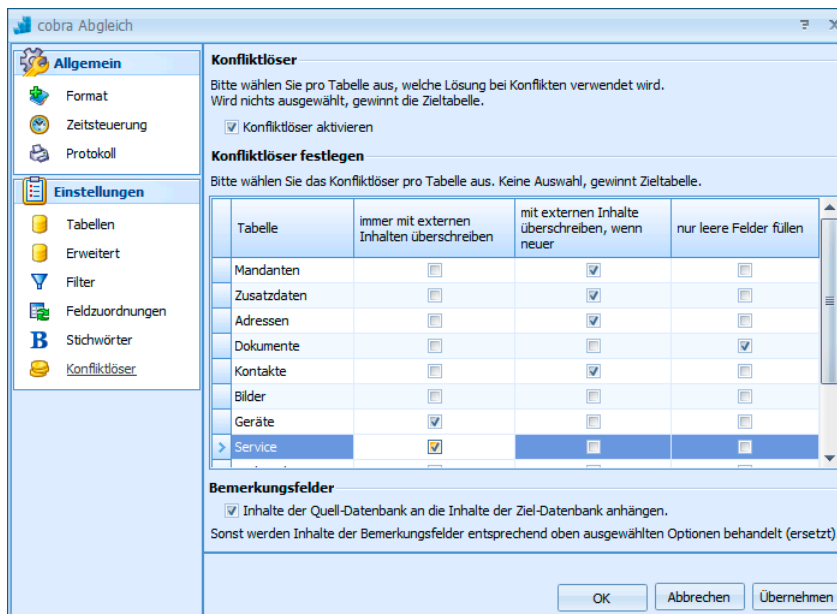 cobra Abgleich
Allgemein
Format
Zeitsteuerung
Protokoll
Einstellungen
Tabellen
Erweitert
Filter
Feldzuordnungen
B Stichwörter
Konfliktlöser
Konfliktlöser
Bitte wählen Sie pro Tabelle aus, welche Lösung bei Konflikten verwendet wird.
Wird nichts ausgewählt, gewinnt die Zieltabelle.
Konfliktlöser aktivieren
Konfliktlöser festlegen
Bitte wählen Sie das Konfliktlöser pro Tabelle aus. Keine Auswahl, gewinnt Zieltabelle.
Tabelle
immer mit externen
Inhalten überschreiben
mit externen Inhalte
überschreiben, wenn
neuer
nur leere Felder füllen
Mandanten
Zusatzdaten
Adressen
Dokumente
Kontakte
Bilder
Geräte
Service
Bemerkungsfelder
Inhalte der Quell-Datenbank an die Inhalte der Ziel-Datenbank anhängen.
Sonst werden Inhalte der Bemerkungsfelder entsprechend oben ausgewählten Optionen behandelt (ersetzt)
OK
Abbrechen
Übernehmen